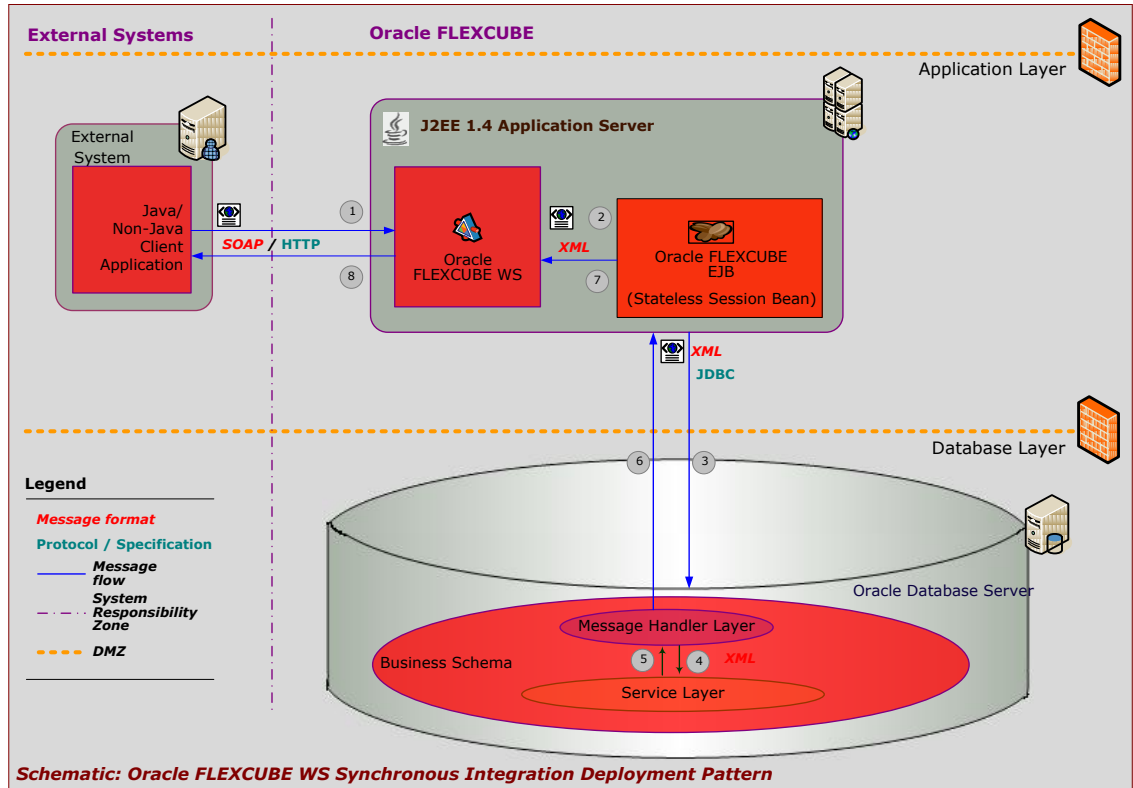 External Systems
Oracle FLEXCUBE
Application Layer
External
System
J2EE 1.4 Application Server
Java/
Non-Java
Client
Application
1
SOAP / HTTP
8
Oracle
FLEXCUBE WS
2
XML
7
Oracle FLEXCUBE
EJB
(Stateless Session Bean)
XML
JDBC
Database Layer
6
3
Legend
Message format
Protocol / Specification
Message
flow
System
Responsibility
Zone
DMZ
Oracle Database Server
Message Handler Layer
Business Schema
5
4
XML
Service Layer
Schematic: Oracle FLEXCUBE WS Synchronous Integration Deployment Pattern